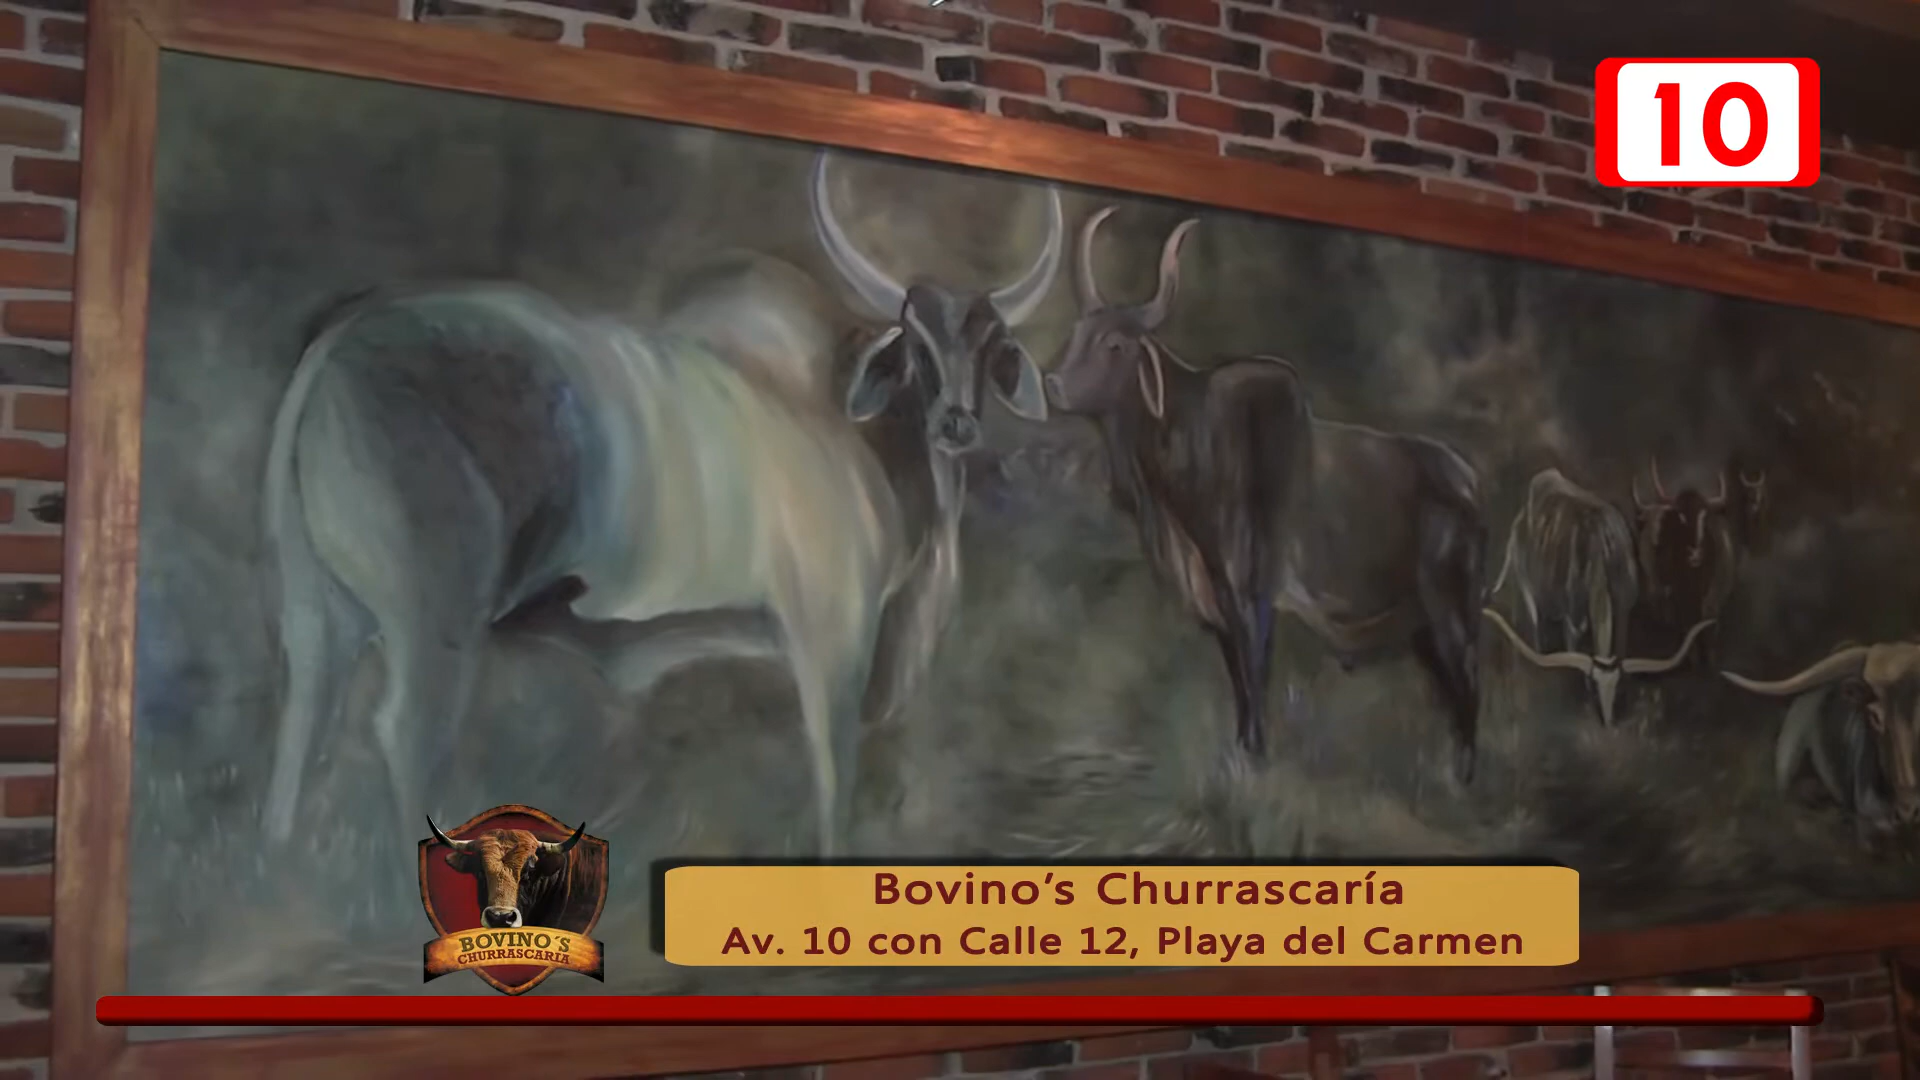 10
Bovino’s Churrascaría
Av. 10 con Calle 12, Playa del Carmen
BOVINO´S
CHURRASCARIA